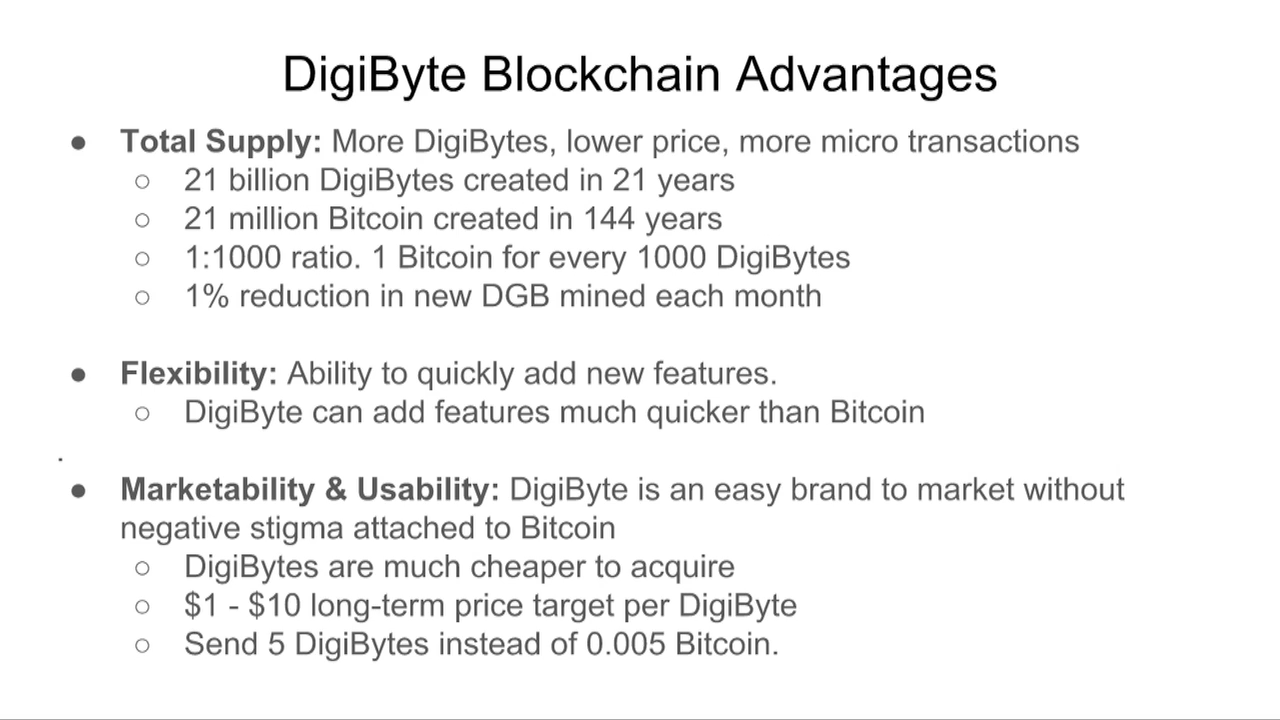 DigiByte Blockchain Advantages
● Total Supply: More DigiBytes, lower price, more micro transactions
○ 21 billion DigiBytes created in 21 years
○ 21 million Bitcoin created in 144 years
○ 1:1000 ratio. 1 Bitcoin for every 1000 DigiBytes
○ 1% reduction in new DGB mined each month
● Flexibility: Ability to quickly add new features.
○ DigiByte can add features much quicker than Bitcoin
.
● Marketability & Usability: DigiByte is an easy brand to market without
negative stigma attached to Bitcoin
○ DigiBytes are much cheaper to acquire
○ $1 - $10 long-term price target per DigiByte
○ Send 5 DigiBytes instead of 0.005 Bitcoin.